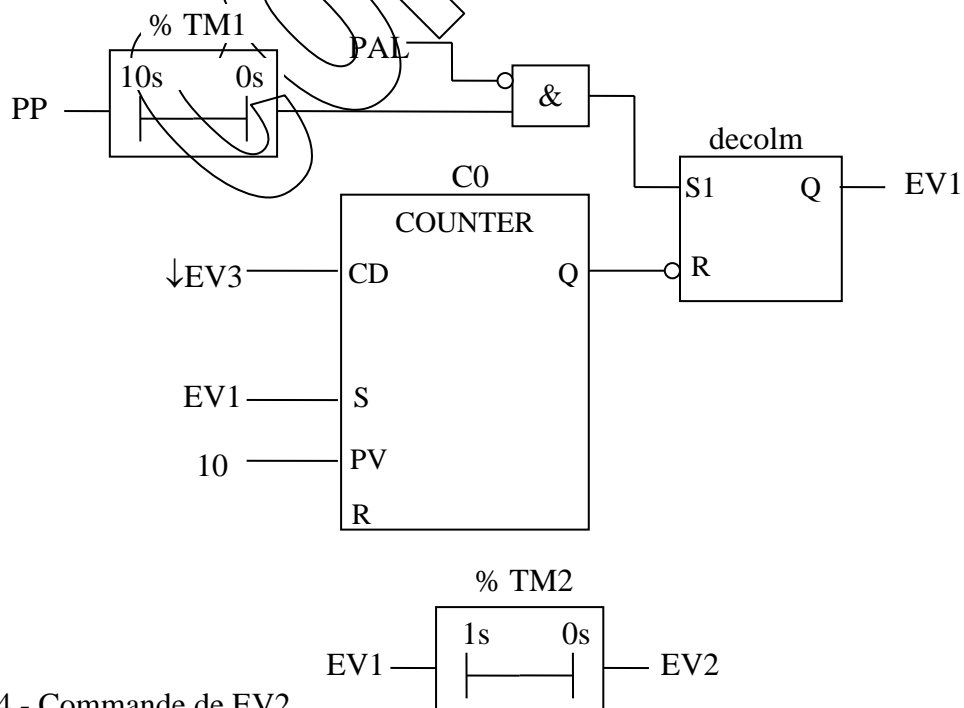 % TM1
PAL
10s 0s
PP
&
decolm
S1 Q EV1
C0
COUNTER
↓EV3 CD Q R
EV1 S
10 PV
R
% TM2
1s 0s
EV1 EV2
4 - Commande de EV2